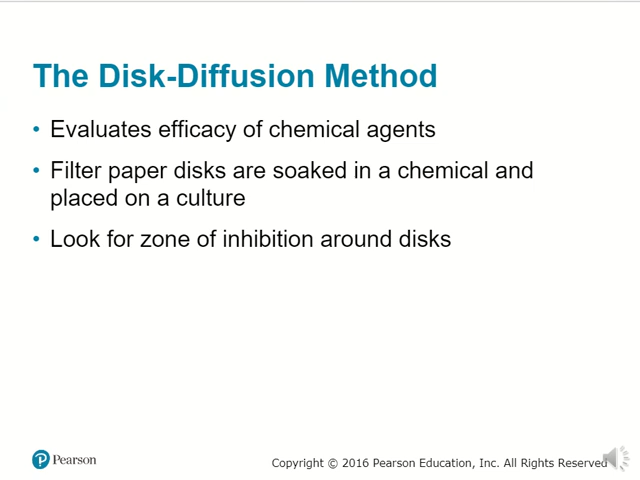 The Disk-Diffusion Method
• Evaluates efficacy of chemical agents
• Filter paper disks are soaked in a chemical and
placed on a culture
• Look for zone of inhibition around disks
Pearson
Copyright © 2016 Pearson Education, Inc. All Rights Reserved